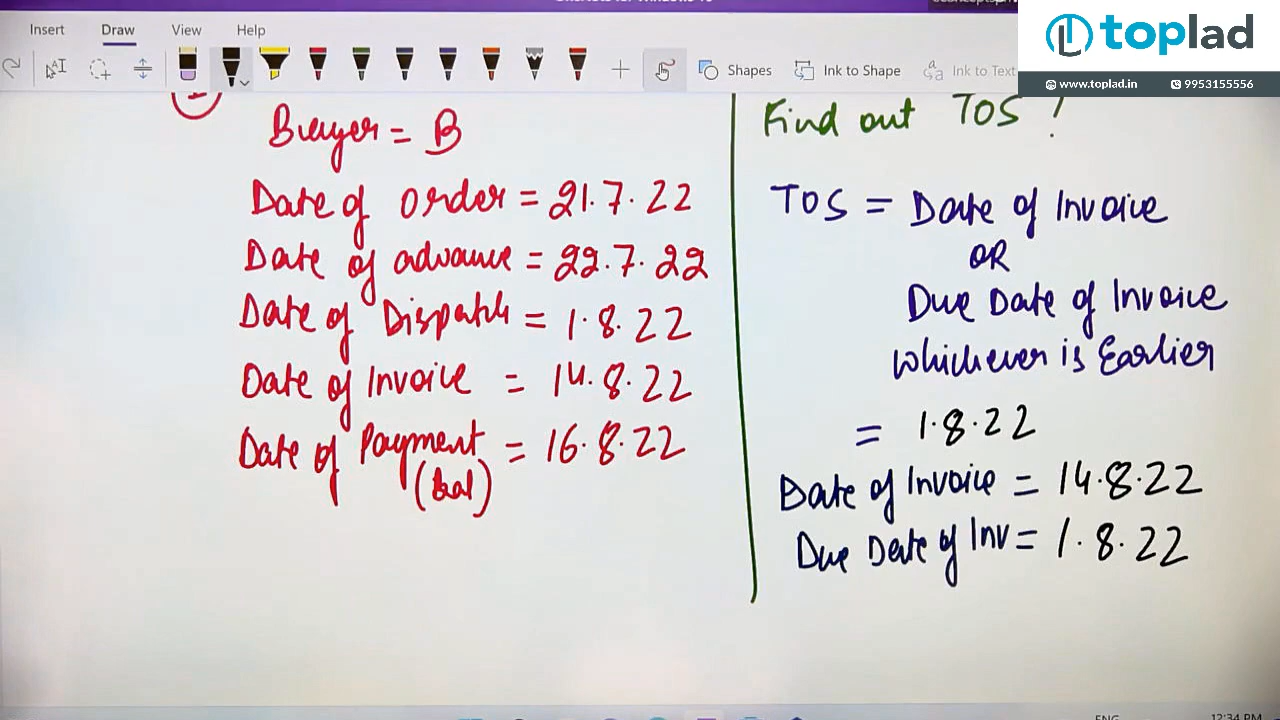 Insert Draw View Help
Shapes Ink to Shape Ink to Text
toplad
www.toplad.in 9953155556
Buyer = B
Date of order = 21.7.22
Date of advance = 22.7.22
Date of Dispatch = 1.8.22
Date of Invoice = 14.8.22
Date of Payment = 16.8.22
(bal)
Find out TOS ?
TOS = Date of Invoice
OR
Due Date of Invoice
Whichever is Earlier
= 1.8.22
Date of Invoice = 14.8.22
Due Date of Inv = 1.8.22
ENG 12:34 PM